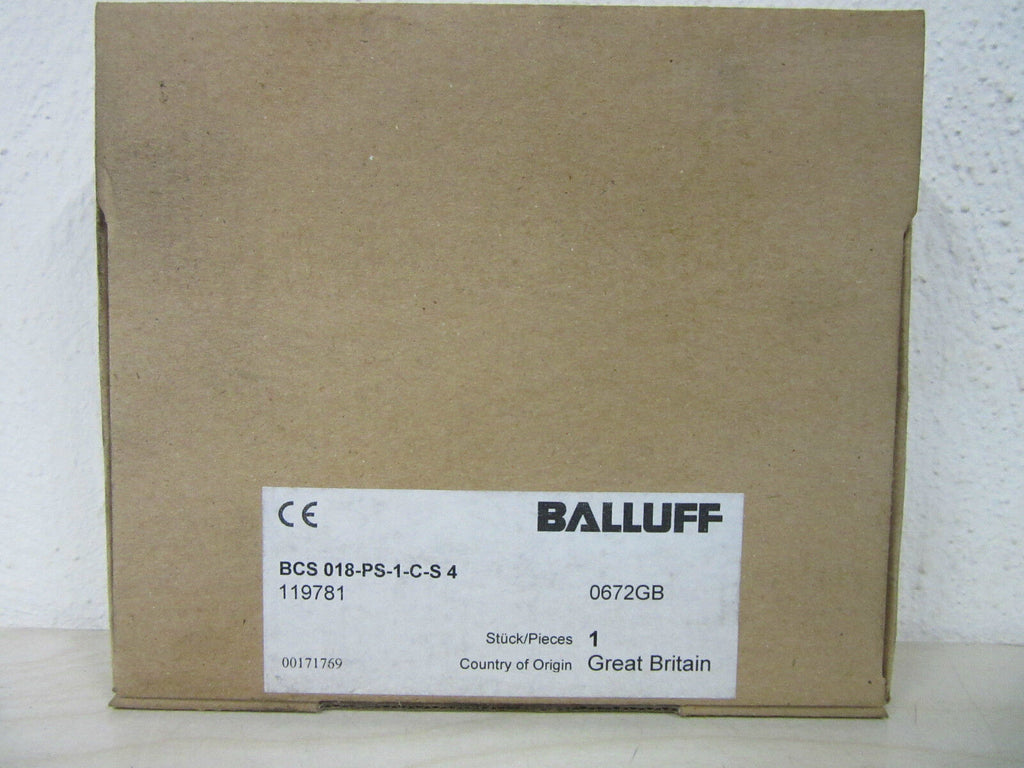 CE
BALLUFF
BCS 018-PS-1-C-S 4
119781 0672GB
Stück/Pieces 1
00171769 Country of Origin Great Britain